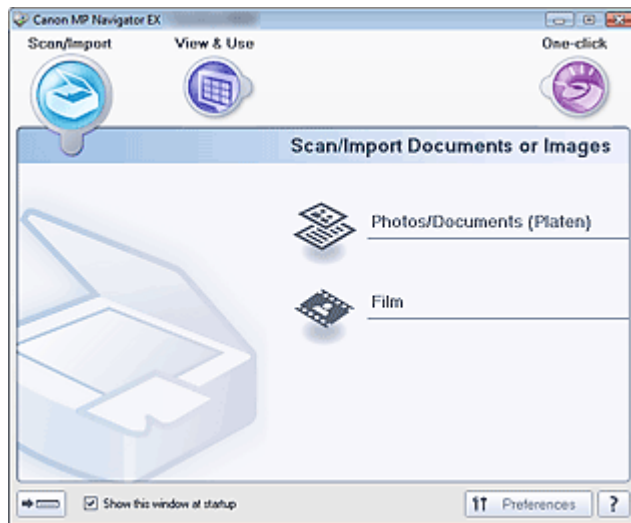 Canon MP Navigator EX
Scan/Import View & Use One-click
Scan/Import Documents or Images
Photos/Documents (Platen)
Film
Show this window at startup Preferences ?